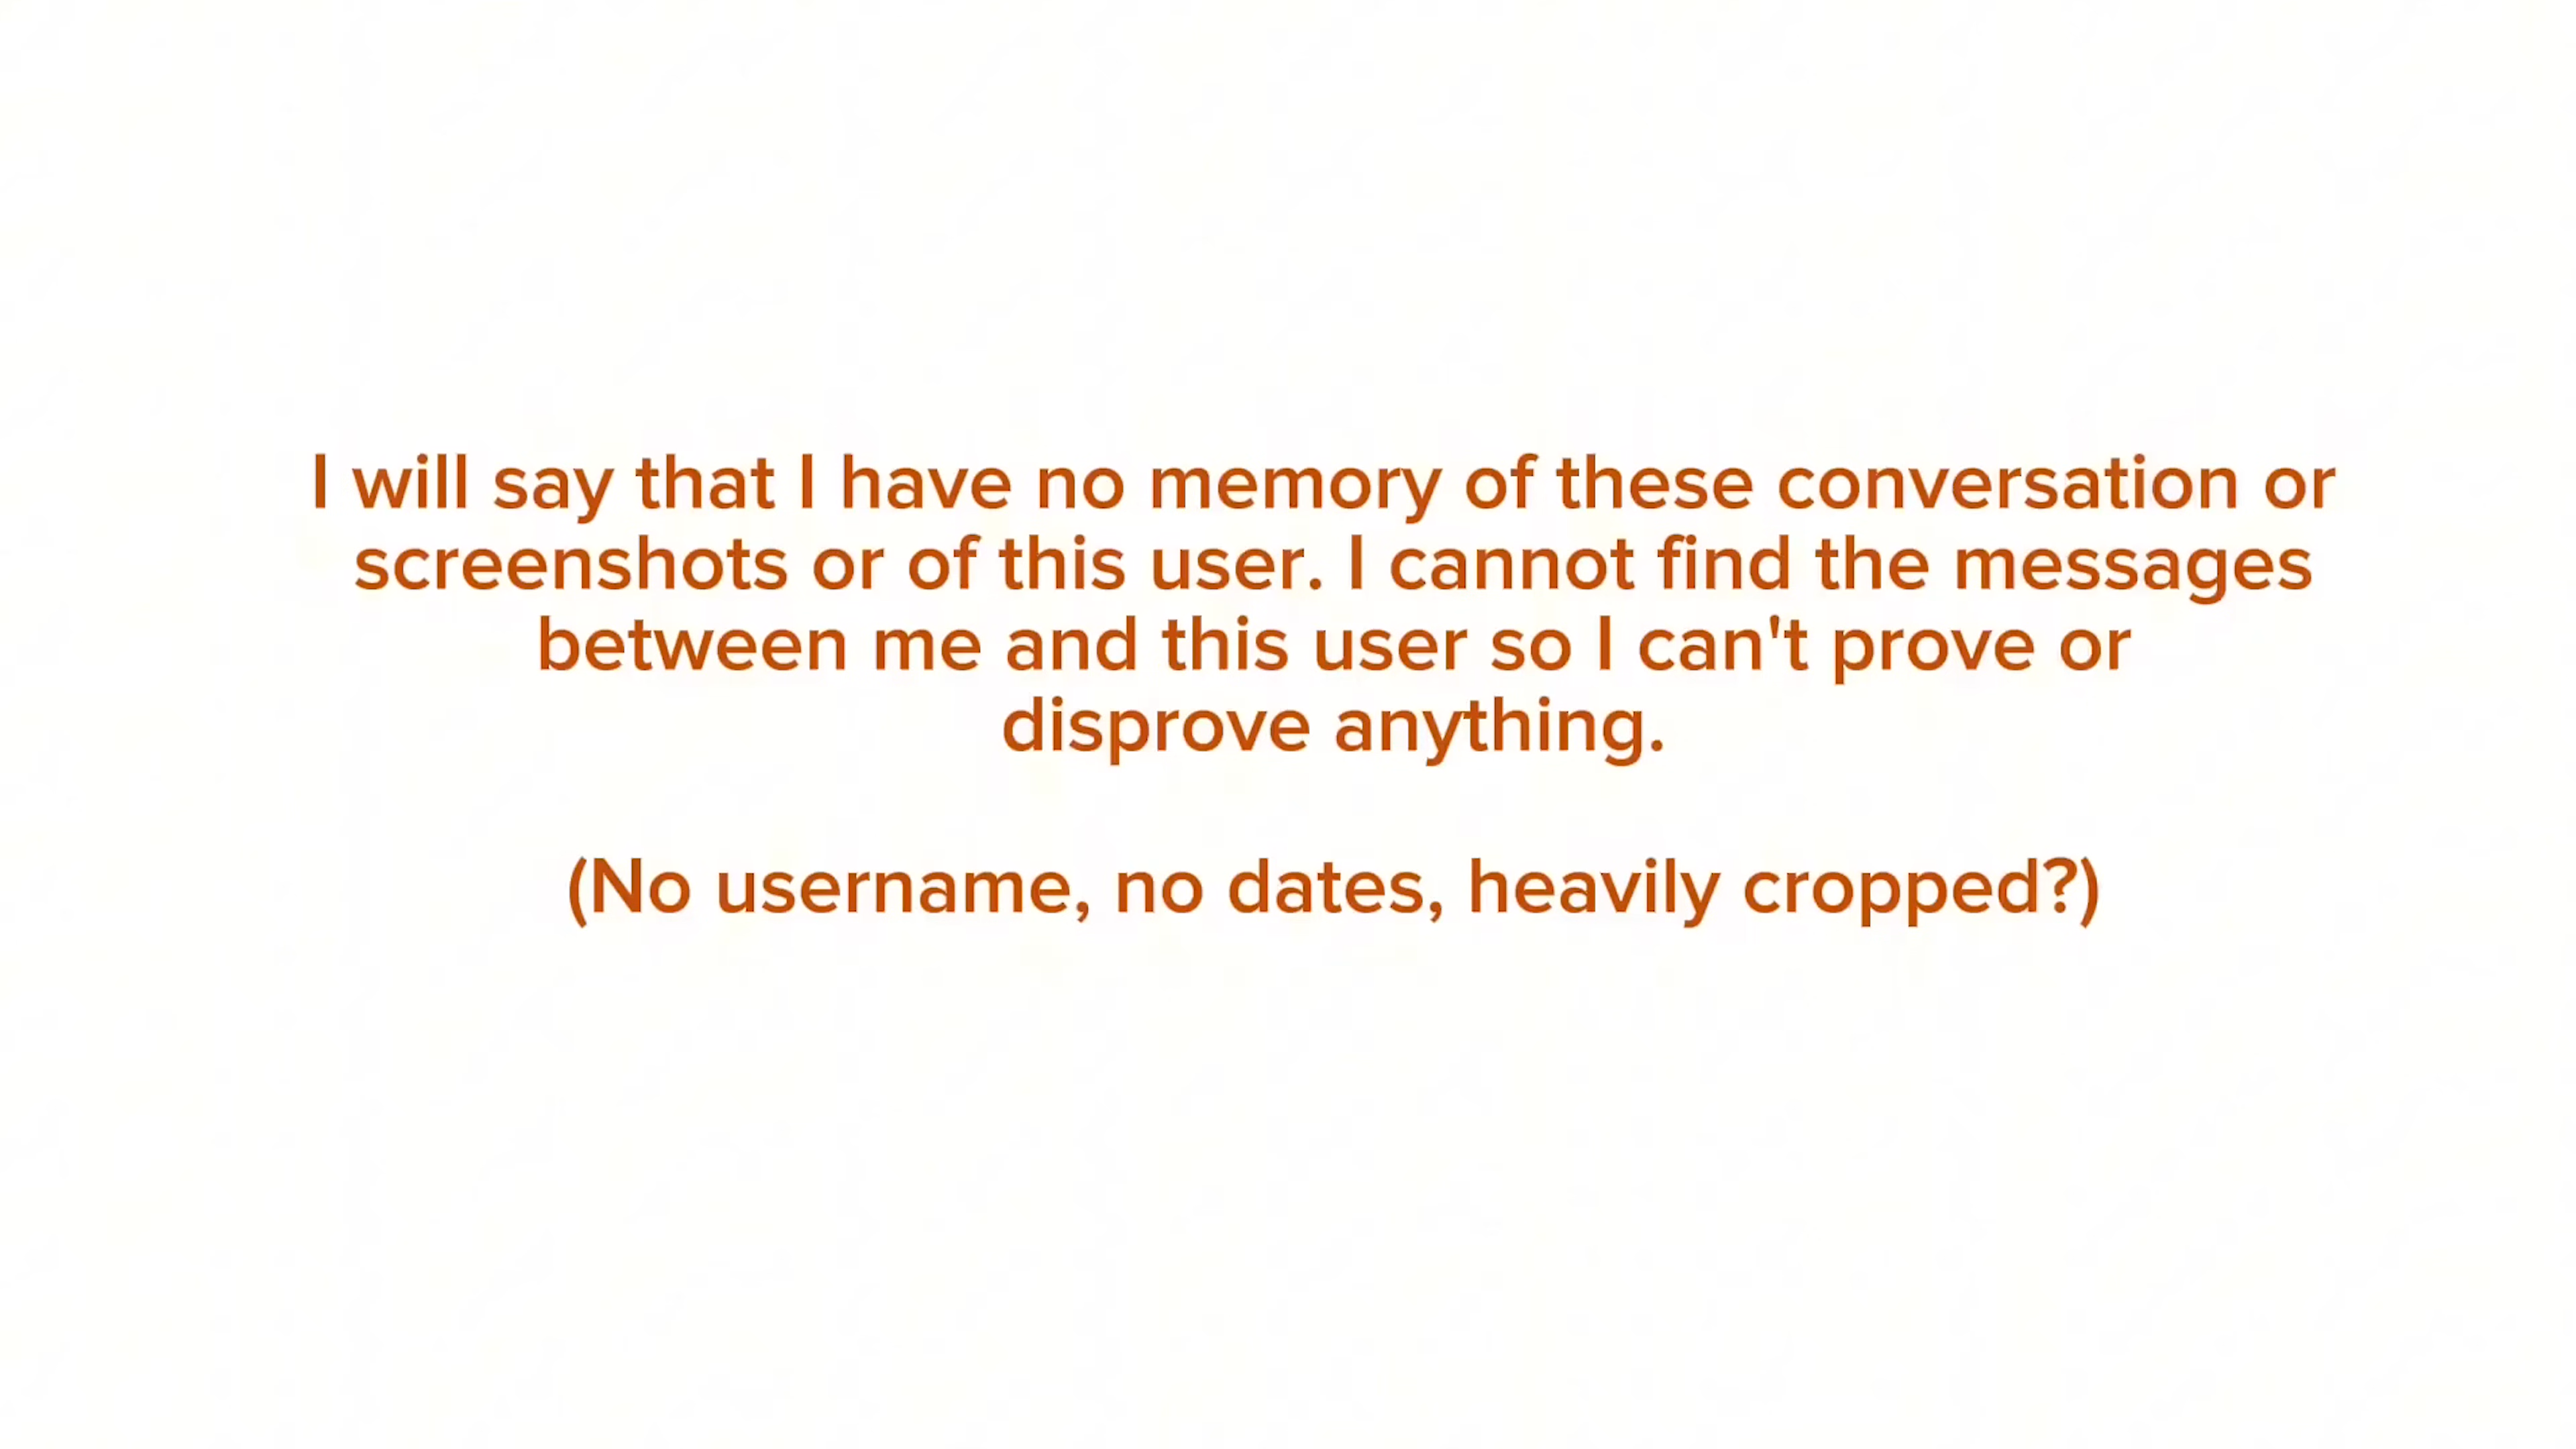 I will say that I have no memory of these conversation or
screenshots or of this user. I cannot find the messages
between me and this user so I can't prove or
disprove anything.
(No username, no dates, heavily cropped?)